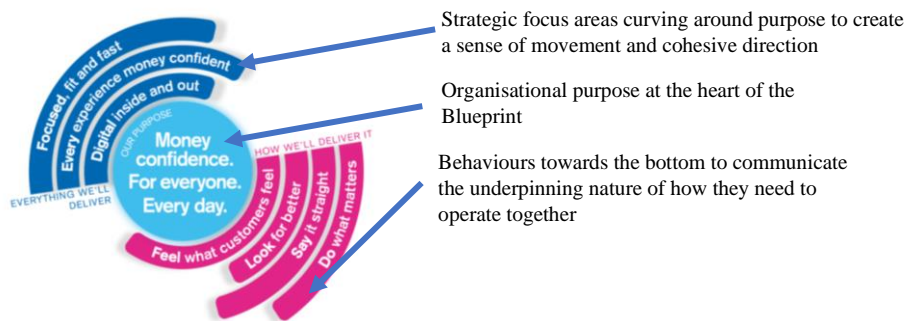 Focused, fit and fast
Every experience money confident
Digital inside and out
OUR PURPOSE
Money
confidence.
For everyone.
Every day.
EVERYTHING WE'LL
DELIVER
HOW WE'LL DELIVER IT
Feel what customers feel
Look for better
Say it straight
Do what matters
Strategic focus areas curving around purpose to create
a sense of movement and cohesive direction
Organisational purpose at the heart of the
Blueprint
Behaviours towards the bottom to communicate
the underpinning nature of how they need to
operate together